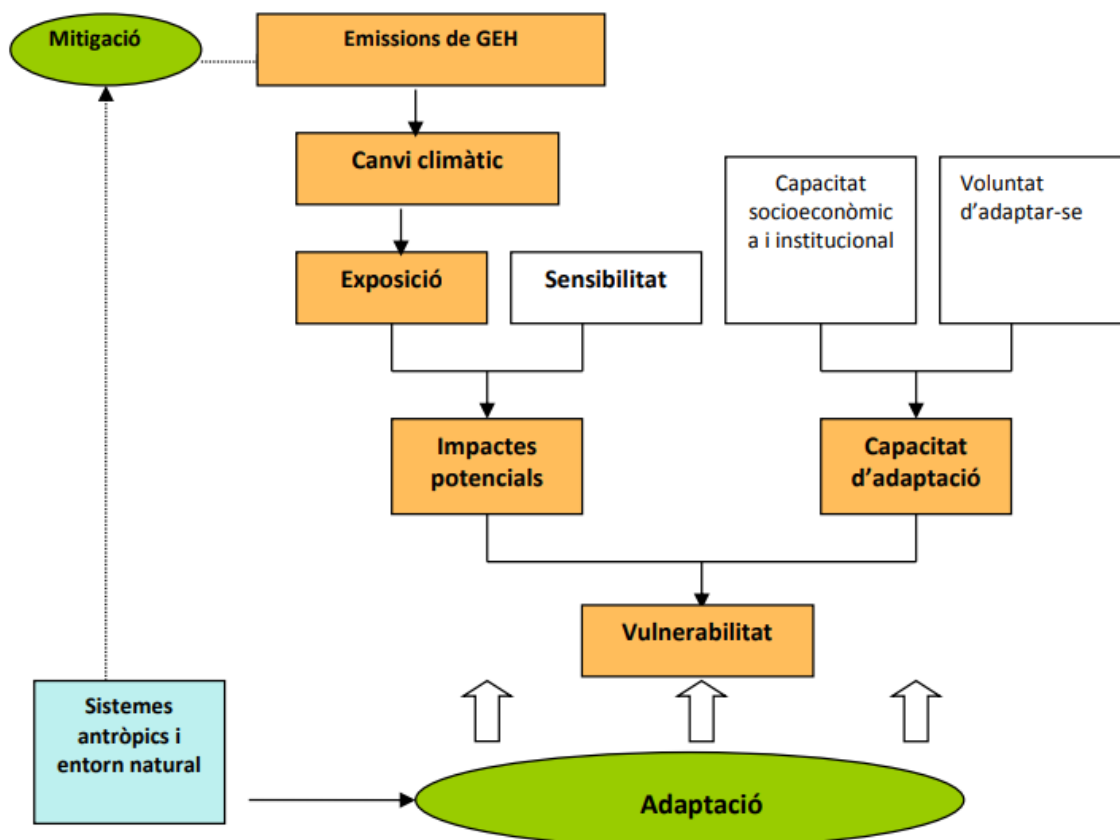 Mitigació
Emissions de GEH
Canvi climàtic
Capacitat
socioeconòmic
a i institucional
Voluntat
d'adaptar-se
Exposició
Sensibilitat
Impactes
potencials
Capacitat
d'adaptació
Vulnerabilitat
Sistemes
antròpics i
entorn natural
Adaptació